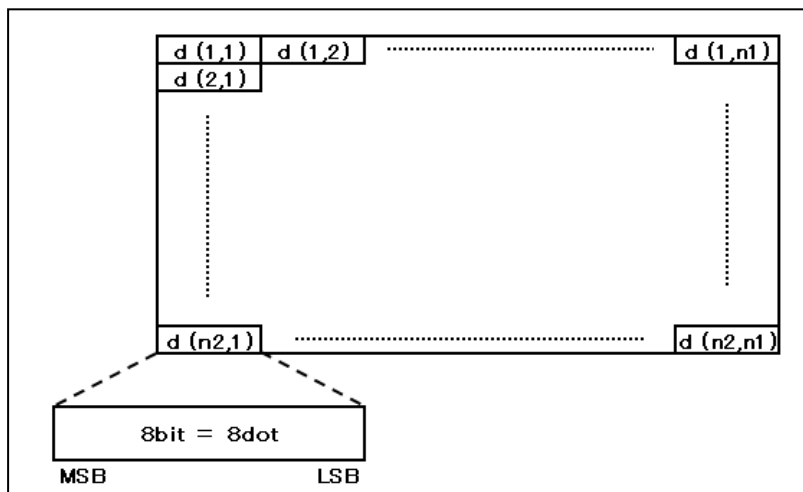 d (1,1) d (1,2) d (1,n1)
d (2,1)
d (n2,1) d (n2,n1)
8bit = 8dot
MSB LSB